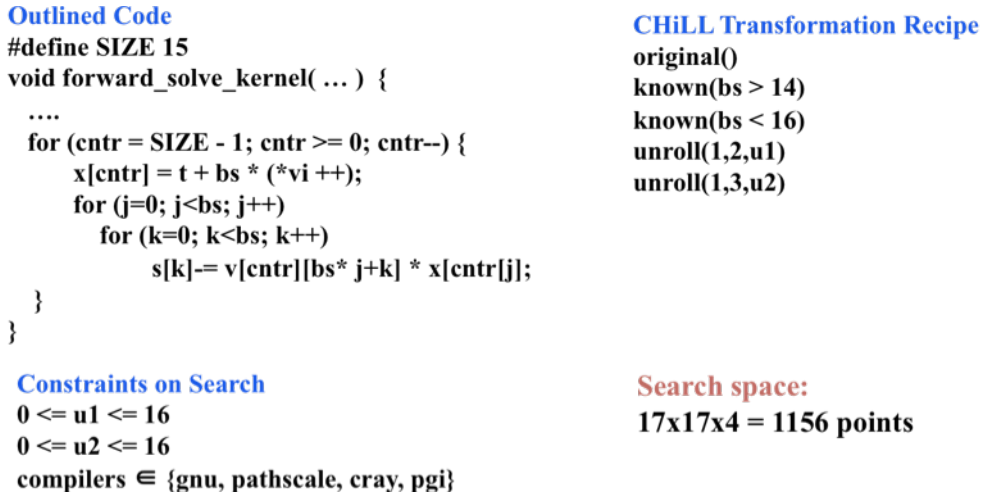 Outlined Code
#define SIZE 15
void forward_solve_kernel( … ) {
….
for (cntr = SIZE - 1; cntr >= 0; cntr--) {
x[cntr] = t + bs * (*vi ++);
for (j=0; j<bs; j++)
for (k=0; k<bs; k++)
s[k]-= v[cntr][bs* j+k] * x[cntr[j];
}
}
CHiLL Transformation Recipe
original()
known(bs > 14)
known(bs < 16)
unroll(1,2,u1)
unroll(1,3,u2)
Constraints on Search
0 <= u1 <= 16
0 <= u2 <= 16
compilers ∈ {gnu, pathscale, cray, pgi}
Search space:
17x17x4 = 1156 points